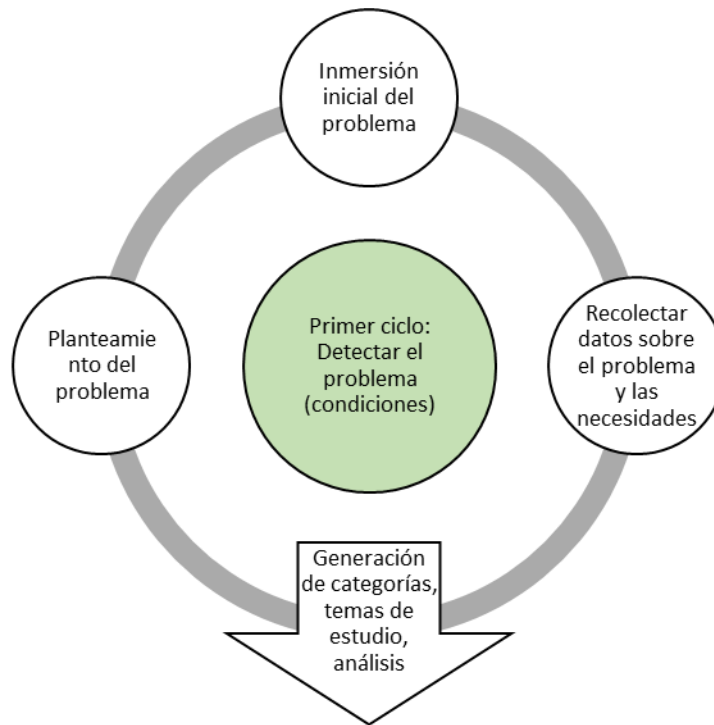 Inmersión
inicial del
problema
Planteamie
nto del
problema
Primer ciclo:
Detectar el
problema
(condiciones)
Recolectar
datos sobre
el problema
y las
necesidades
Generación
de categorías,
temas de
estudio,
análisis